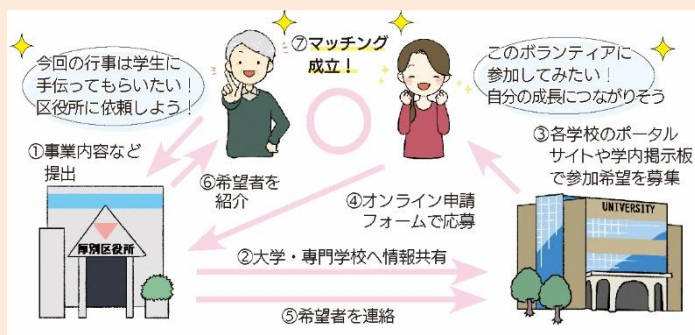 今回の行事は学生に
手伝ってもらいたい！
区役所に依頼しよう！
⑦マッチング
成立！
このボランティアに
参加してみたい！
自分の成長につながりそう
①事業内容など
提出
⑥希望者を
紹介
④オンライン申請
フォームで応募
③各学校のポータル
サイトや学内掲示板
で参加希望を募集
厚別区役所
UNIVERSITY
②大学・専門学校へ情報共有
⑤希望者を連絡